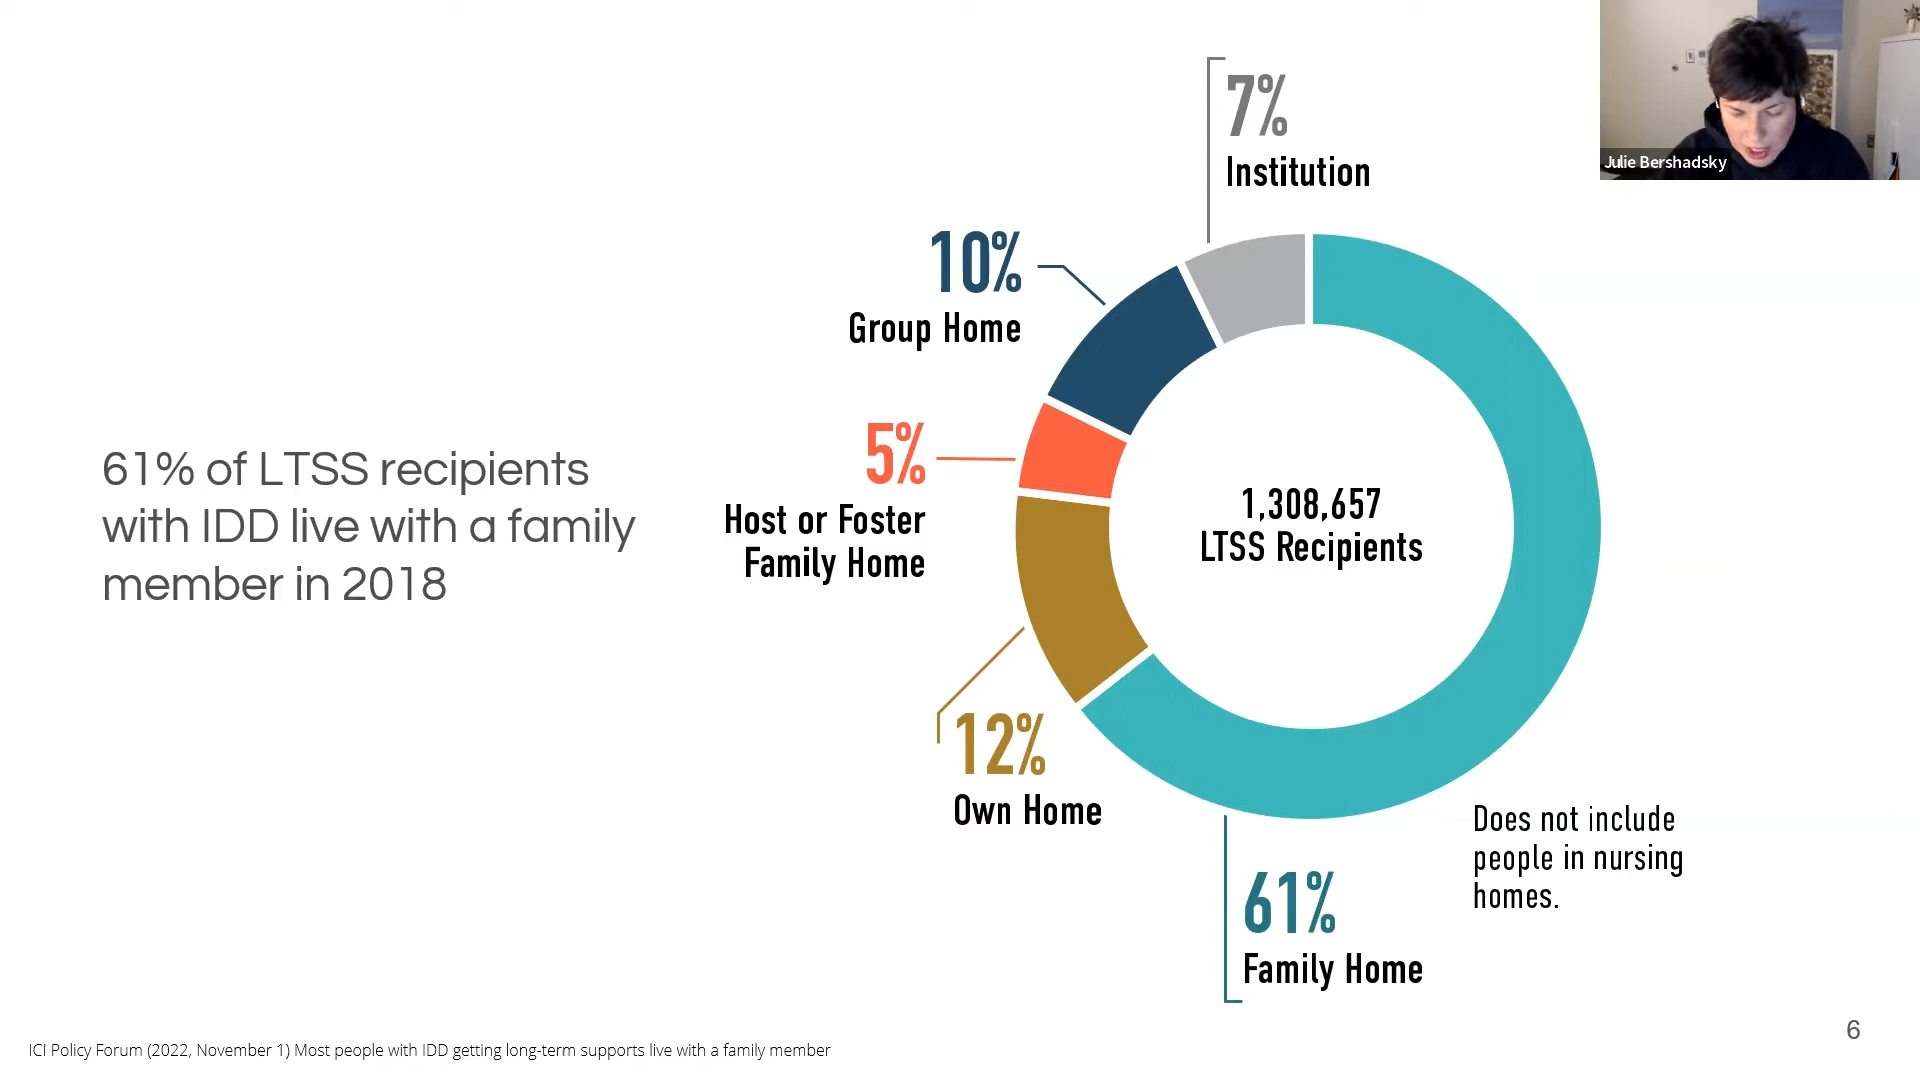 Julie Bershadsky
61% of LTSS recipients
with IDD live with a family
member in 2018
7%
Institution
10%
Group Home
5%
Host or Foster
Family Home
12%
Own Home
61%
Family Home
1,308,657
LTSS Recipients
Does not include
people in nursing
homes.
ICI Policy Forum (2022, November 1) Most people with IDD getting long-term supports live with a family member
6